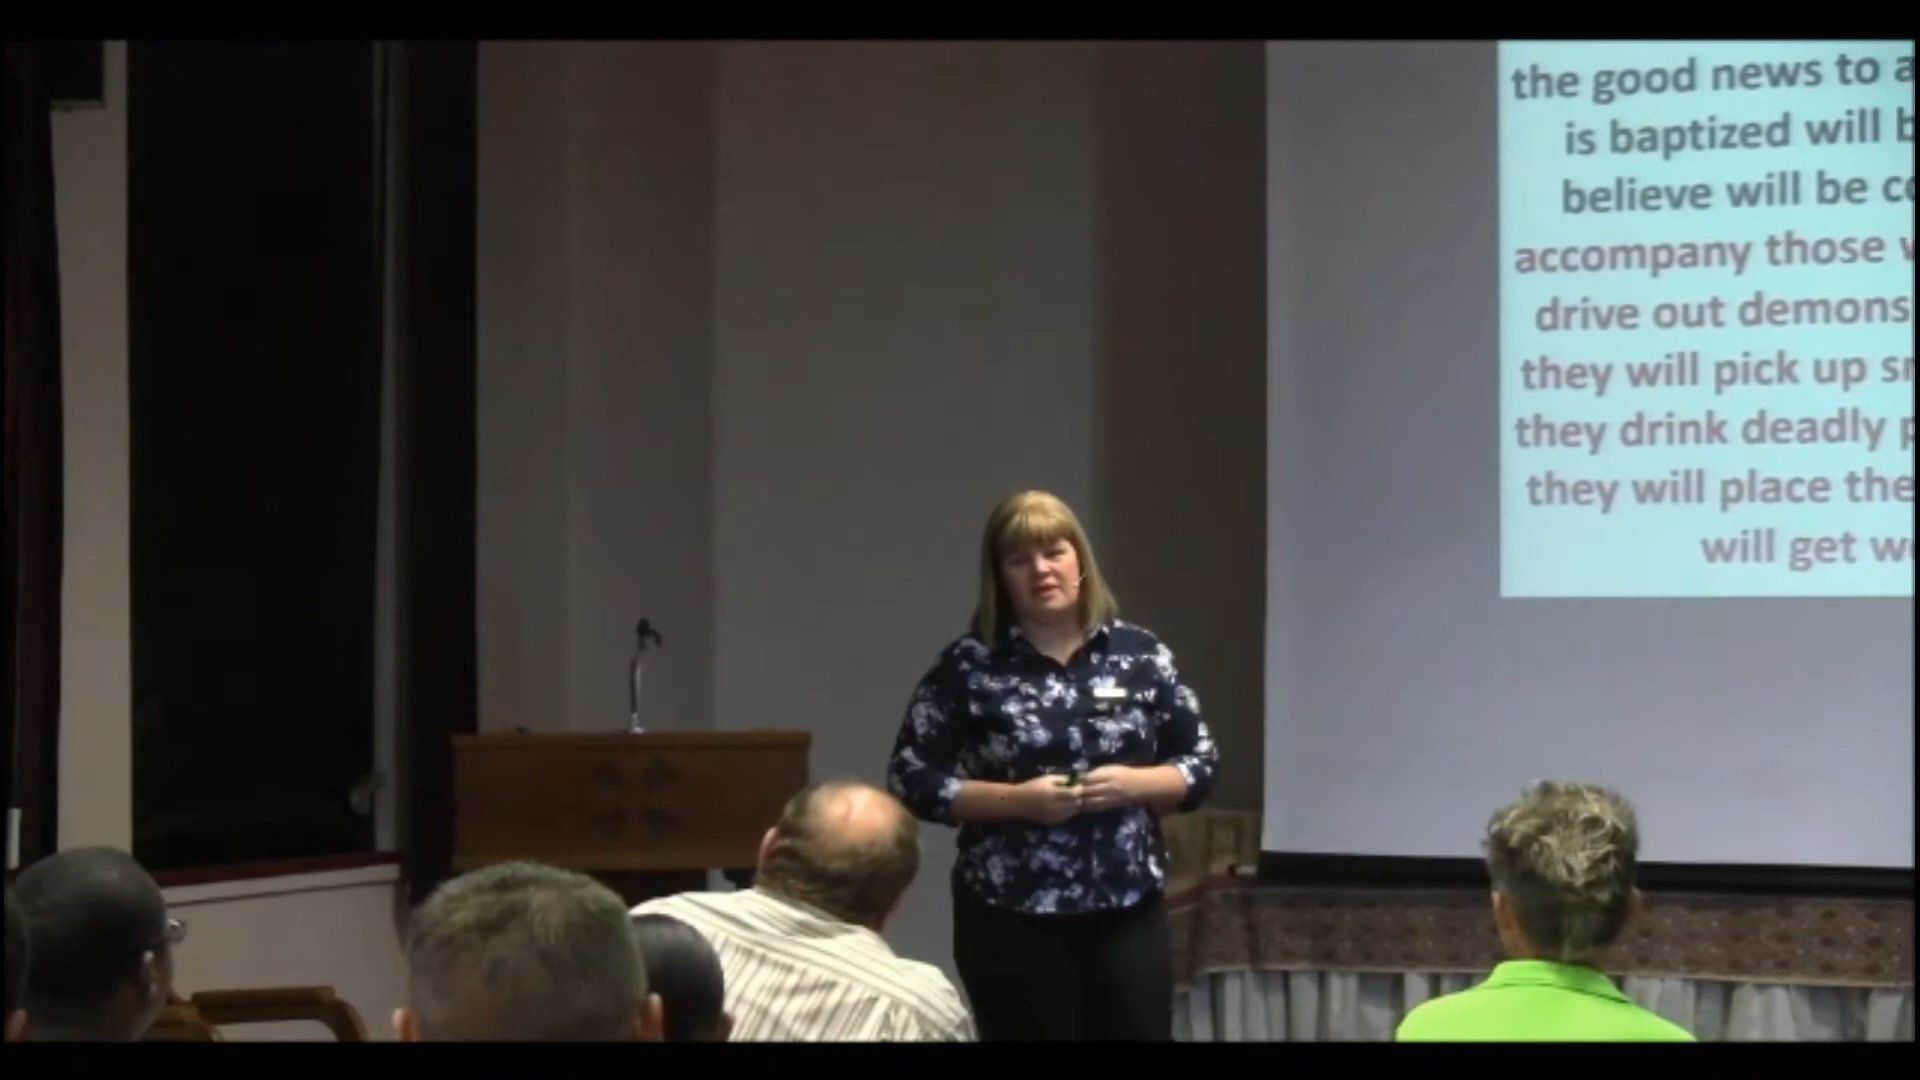 the good news to a
is baptized will b
believe will be co
accompany those
drive out demons
they will pick up
they drink deadly
they will place the
will get